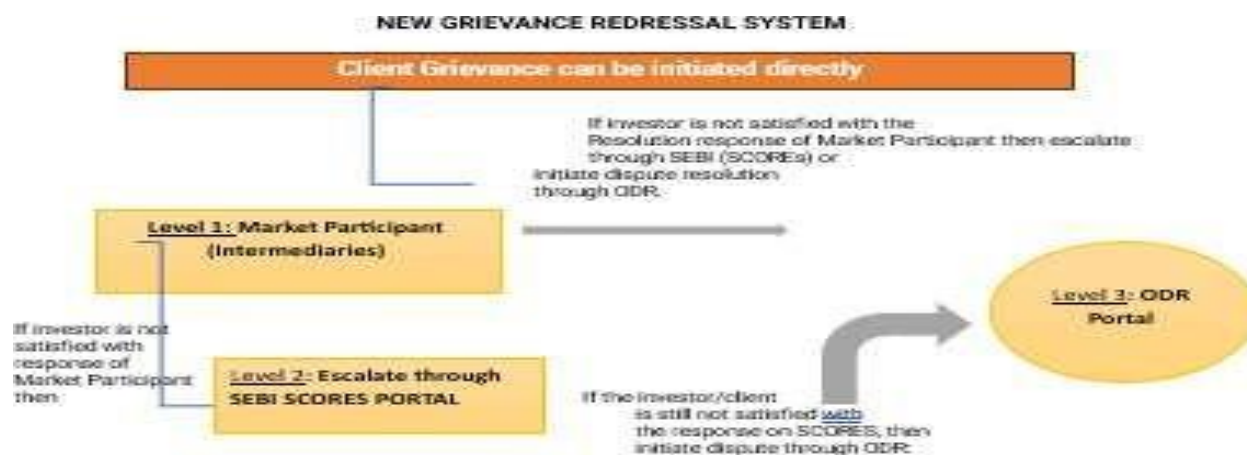 NEW GRIEVANCE REDRESSAL SYSTEM
Client Grievance can be initiated directly
If investor is not satisfied with the
Resolution response of Market Participant then escalate
through SEBI (SCOREs) or
initiate dispute resolution
through ODR.
Level 1: Market Participant
(Intermediaries)
Level 3: ODR
Portal
If investor is not
satisfied with
response of
Market Participant
then
Level 2: Escalate through
SEBI SCORES PORTAL
If the investor/client
is still not satisfied with
the response on SCORES, then
initiate dispute through ODR.